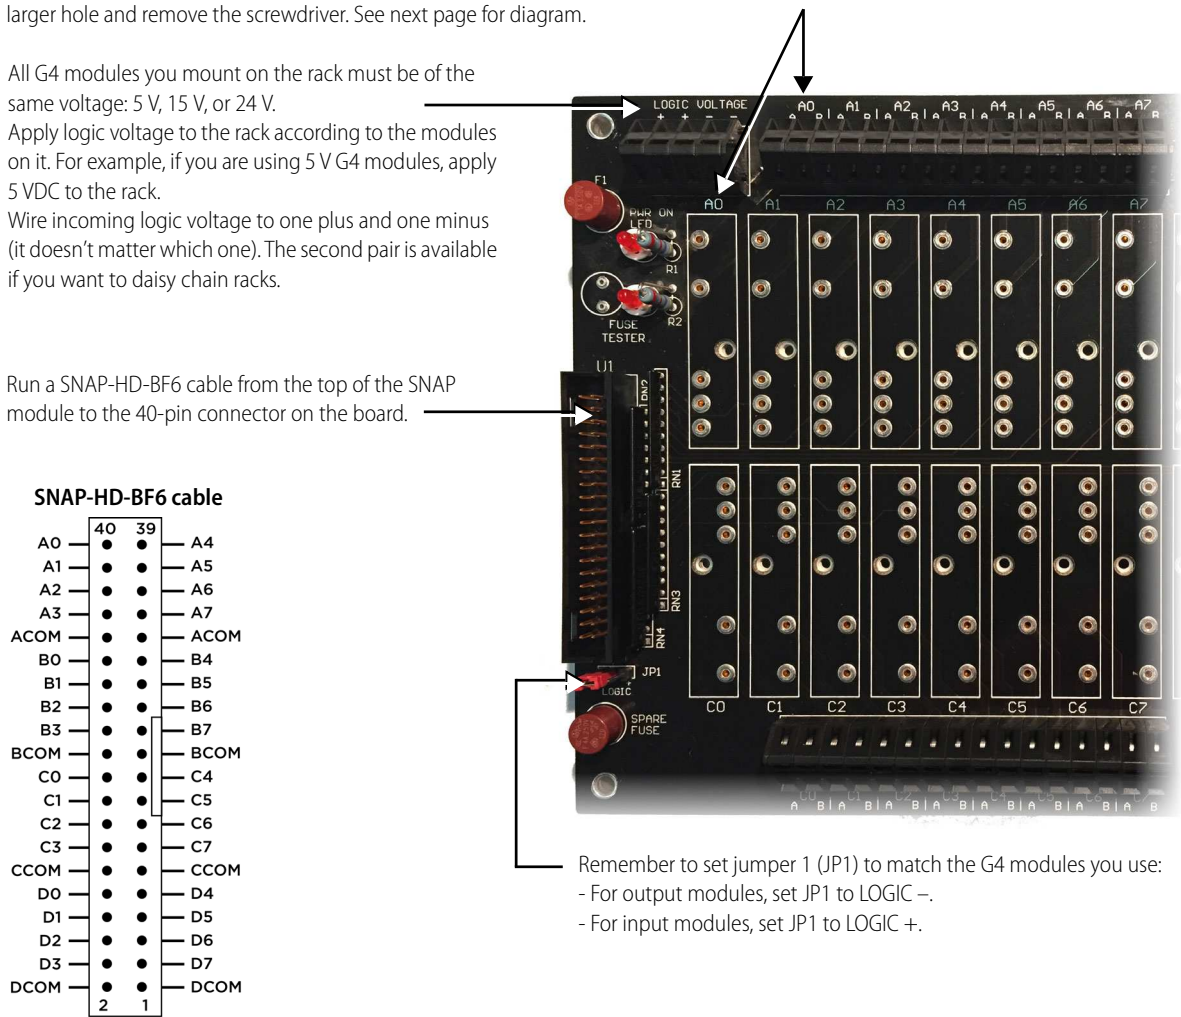 larger hole and remove the screwdriver. See next page for diagram.
All G4 modules you mount on the rack must be of the
same voltage: 5 V, 15 V, or 24 V.
Apply logic voltage to the rack according to the modules
on it. For example, if you are using 5 V G4 modules, apply
5 VDC to the rack.
Wire incoming logic voltage to one plus and one minus
(it doesn't matter which one). The second pair is available
if you want to daisy chain racks.
Run a SNAP-HD-BF6 cable from the top of the SNAP
module to the 40-pin connector on the board.
SNAP-HD-BF6 cable
40 39
A0 A4
A1 A5
A2 A6
A3 A7
ACOM ACOM
B0 B4
B1 B5
B2 B6
B3 B7
BCOM BCOM
C0 C4
C1 C5
C2 C6
C3 C7
CCOM CCOM
D0 D4
D1 D5
D2 D6
D3 D7
DCOM DCOM
2 1
LOGIC VOLTAGE
+ + – –
A0 A1 A2 A3 A4 A5 A6 A7
A B A B A B A B A B A B A B A
F1
PWR ON
LED
R1
R2
FUSE
TESTER
A0 A1 A2 A3 A4 A5 A6 A7
U1
RN2
RN1
RN3
RN4
JP1
– +
LOGIC
SPARE
FUSE
C0 C1 C2 C3 C4 C5 C6 C7
C0 C1 C2 C3 C4 C5 C6 C7
A B A B A B A B A B A B A B A B
Remember to set jumper 1 (JP1) to match the G4 modules you use:
- For output modules, set JP1 to LOGIC –.
- For input modules, set JP1 to LOGIC +.